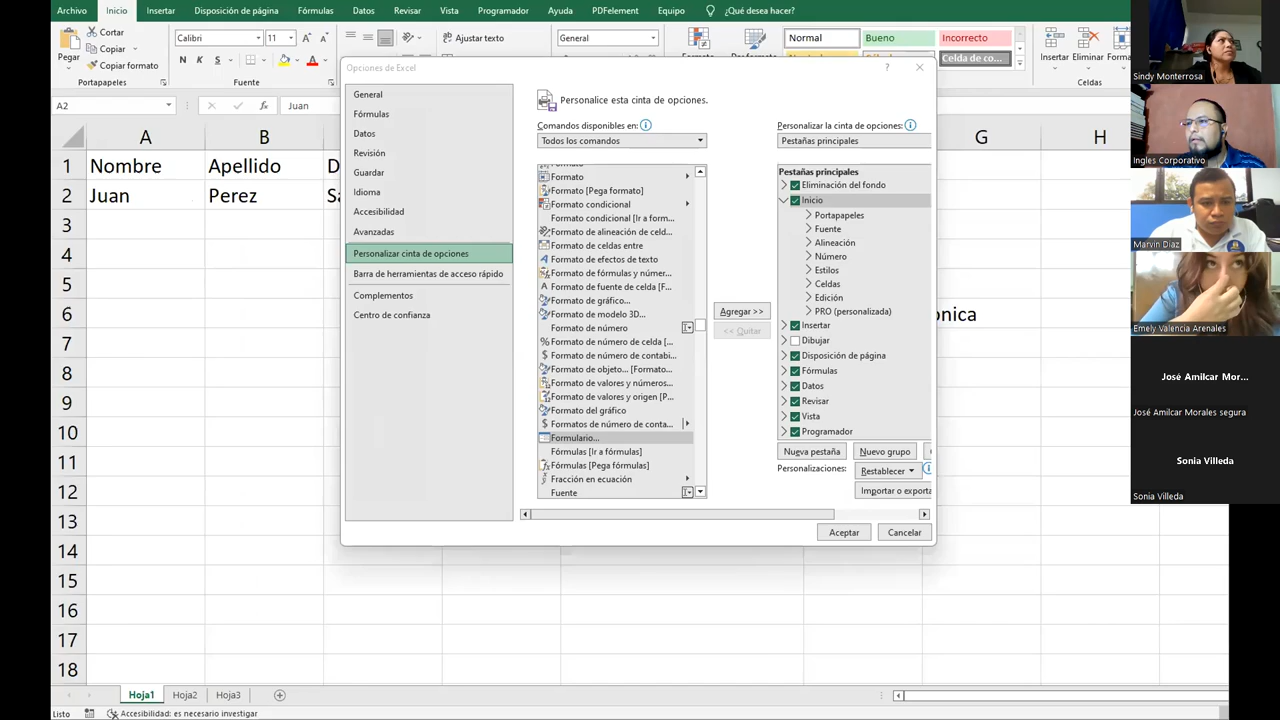 Archivo Inicio Insertar Disposición de página Fórmulas Datos Revisar Vista Programador Ayuda PDFelement Equipo ¿Qué desea hacer?
Cortar
Copiar
Copiar formato
Pegar
Portapapeles
Calibri 11
N K S
Fuente
Ajustar texto
General
Normal Bueno Incorrecto
Celda de co...
Insertar Eliminar
Celdas
A2 Juan
A B G H
1 Nombre Apellido
2 Juan Perez
3
4
5
6
7
8
9
10
11
12
13
14
15
16
17
18
Opciones de Excel
General
Fórmulas
Datos
Revisión
Guardar
Idioma
Accesibilidad
Avanzadas
Personalizar cinta de opciones
Barra de herramientas de acceso rápido
Complementos
Centro de confianza
Personalice esta cinta de opciones.
Comandos disponibles en:
Todos los comandos
Formato
Formato [Pega formato]
Formato condicional
Formato condicional [Ir a form...
Formato de alineación de celd...
Formato de celdas entre
Formato de efectos de texto
Formato de fórmulas y númer...
Formato de fuente de celda [F...
Formato de gráfico...
Formato de modelo 3D...
Formato de número
Formato de número de celda [...
Formato de número de contabi...
Formato de objeto... [Formato...
Formato de valores y números...
Formato de valores y origen [P...
Formato del gráfico
Formatos de número de conta...
Formulario...
Fórmulas [Ir a fórmulas]
Fórmulas [Pega fórmulas]
Fracción en ecuación
Fuente
Agregar >>
<< Quitar
Personalizar la cinta de opciones:
Pestañas principales
Pestañas principales
Eliminación del fondo
Inicio
Portapapeles
Fuente
Alineación
Número
Estilos
Celdas
Edición
PRO (personalizada)
Insertar
Dibujar
Disposición de página
Fórmulas
Datos
Revisar
Vista
Programador
Nueva pestaña Nuevo grupo
Personalizaciones: Restablecer
Importar o exporta
Aceptar Cancelar
Hoja1 Hoja2 Hoja3
Listo Accesibilidad: es necesario investigar
Sindy Monterrosa
Ingles Corporativo
Marvin Diaz
Emely Valencia Arenales
José Amilcar Mor...
José Amilcar Morales segura
Sonia Villeda
Sonia Villeda